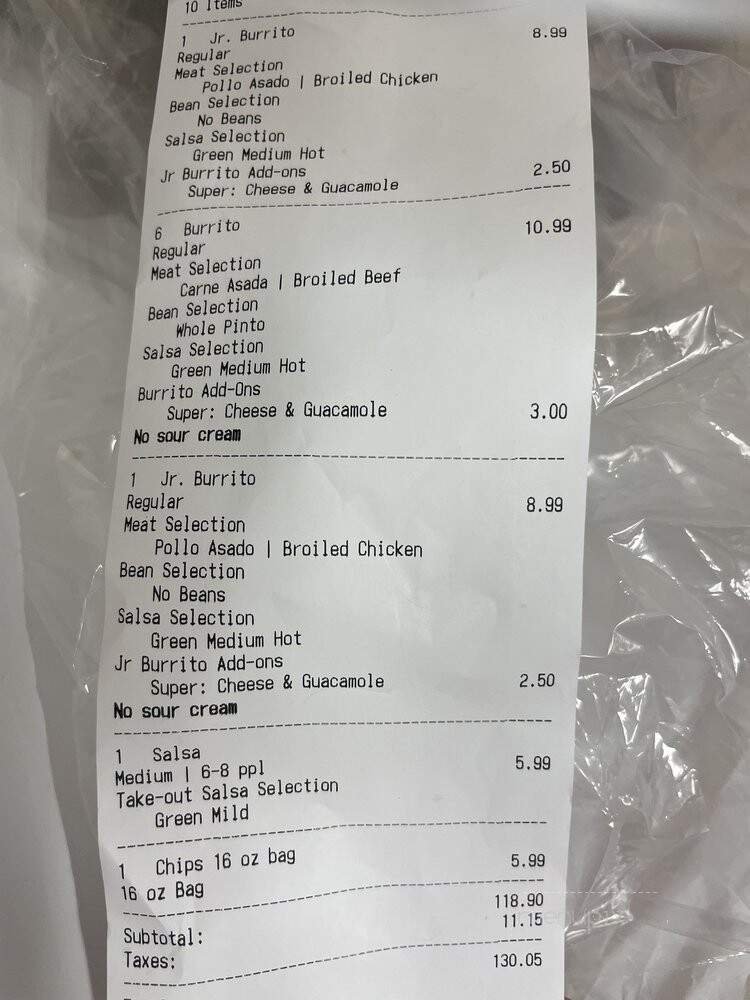 10 Items
1 Jr. Burrito 8.99
Regular
Meat Selection
Pollo Asado | Broiled Chicken
Bean Selection
No Beans
Salsa Selection
Green Medium Hot
Jr Burrito Add-ons
Super: Cheese & Guacamole 2.50
6 Burrito 10.99
Regular
Meat Selection
Carne Asada | Broiled Beef
Bean Selection
Whole Pinto
Salsa Selection
Green Medium Hot
Burrito Add-Ons
Super: Cheese & Guacamole 3.00
No sour cream
1 Jr. Burrito
Regular 8.99
Meat Selection
Pollo Asado | Broiled Chicken
Bean Selection
No Beans
Salsa Selection
Green Medium Hot
Jr Burrito Add-ons
Super: Cheese & Guacamole 2.50
No sour cream
1 Salsa
Medium | 6-8 ppl 5.99
Take-out Salsa Selection
Green Mild
1 Chips 16 oz bag 5.99
16 oz Bag
Subtotal: 118.90
Taxes: 11.15
130.05